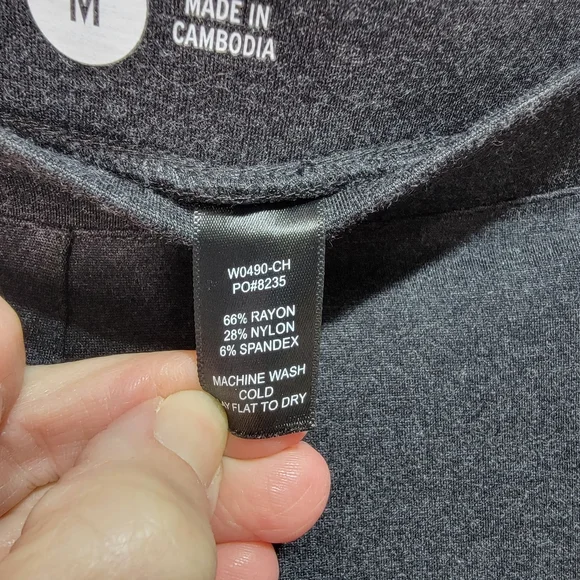 M
MADE IN
CAMBODIA
W0490-CH
PO#8235
66% RAYON
28% NYLON
6% SPANDEX
MACHINE WASH
COLD
AY FLAT TO DRY